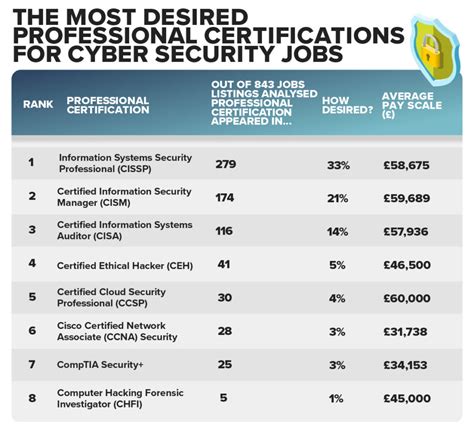 THE MOST DESIRED
PROFESSIONAL CERTIFICATIONS
FOR CYBER SECURITY JOBS
RANK
PROFESSIONAL
CERTIFICATION
OUT OF 843 JOBS
LISTINGS ANALYSED
PROFESSIONAL
CERTIFICATION
APPEARED IN...
HOW
DESIRED?
AVERAGE
PAY SCALE
(£)
1
Information Systems Security
Professional (CISSP)
279
33%
£58,675
2
Certified Information Security
Manager (CISM)
174
21%
£59,689
3
Certified Information Systems
Auditor (CISA)
116
14%
£57,936
4
Certified Ethical Hacker (CEH)
41
5%
£46,500
5
Certified Cloud Security
Professional (CCSP)
30
4%
£60,000
6
Cisco Certified Network
Associate (CCNA) Security
28
3%
£31,738
7
CompTIA Security+
25
3%
£34,153
8
Computer Hacking Forensic
Investigator (CHFI)
5
1%
£45,000